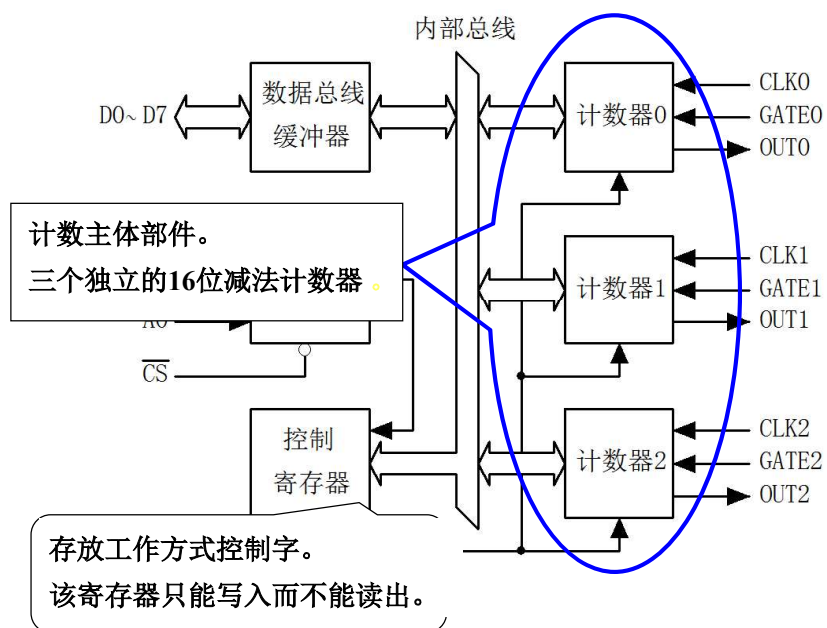 内部总线
D0~D7
数据总线
缓冲器
计数器0
CLK0
GATE0
OUT0
计数主体部件。
三个独立的16位减法计数器。
计数器1
CLK1
GATE1
OUT1
CS
控制
寄存器
计数器2
CLK2
GATE2
OUT2
存放工作方式控制字。
该寄存器只能写入而不能读出。